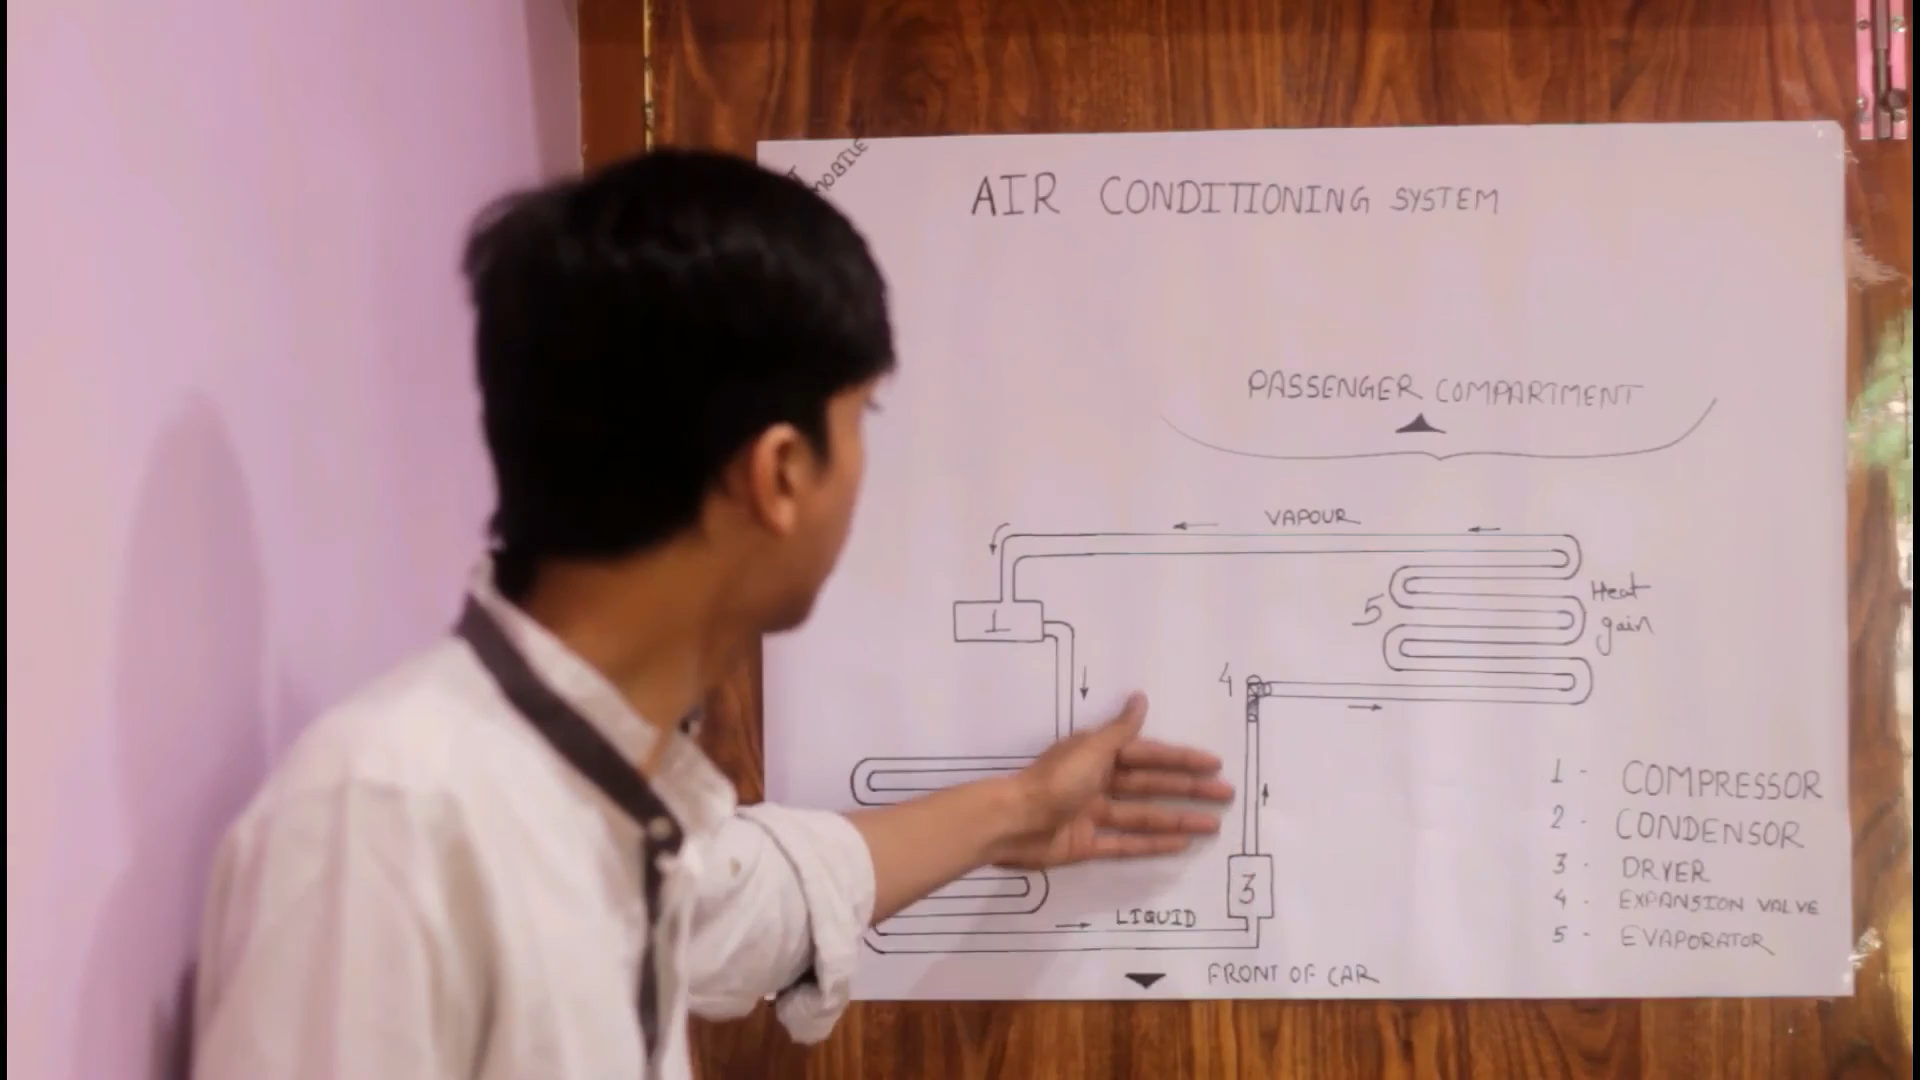 MOBILE
AIR CONDITIONING SYSTEM
PASSENGER COMPARTMENT
VAPOUR
1
5
Heat
gain
4
3
LIQUID
FRONT OF CAR
1 - COMPRESSOR
2 - CONDENSOR
3 - DRYER
4 - EXPANSION VALVE
5 - EVAPORATOR